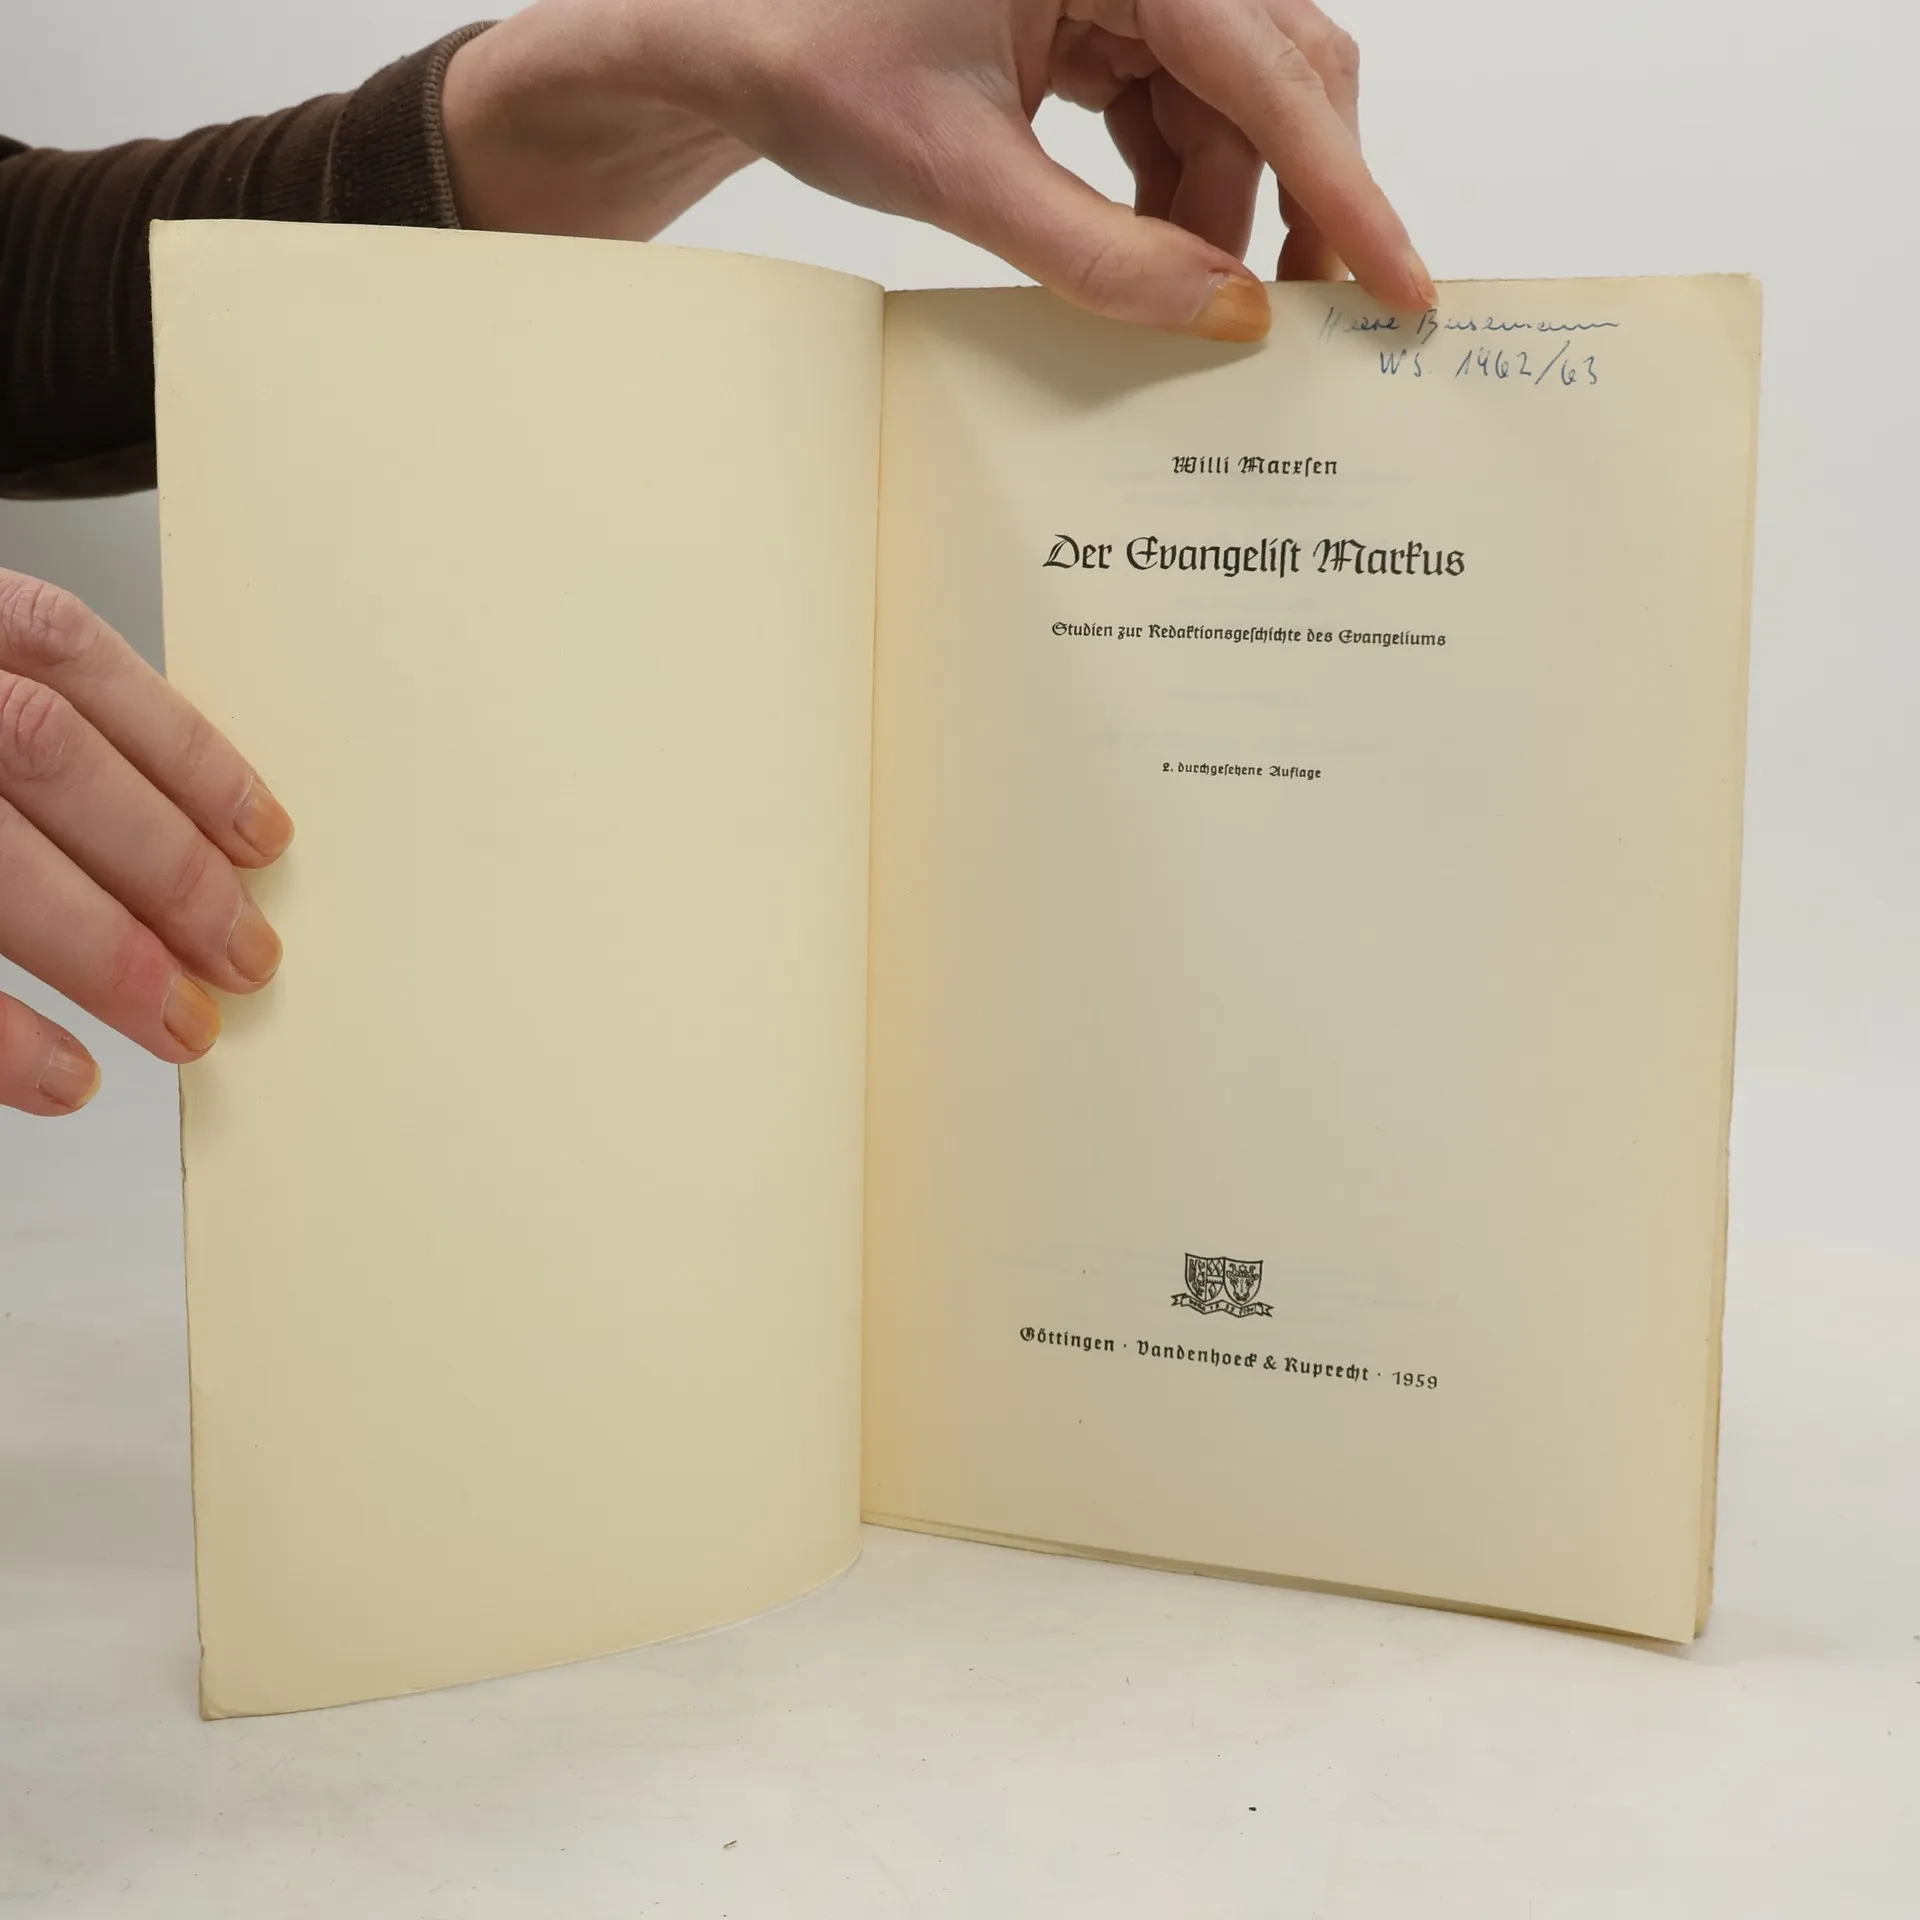 Busemann
WS. 1962/63
Willi Marxſen
Der Evangeliſt Markus
Studien zur Redaktionsgeſchichte des Evangeliums
2. durchgeſehene Auflage
Göttingen · Vandenhoeck & Ruprecht · 1959